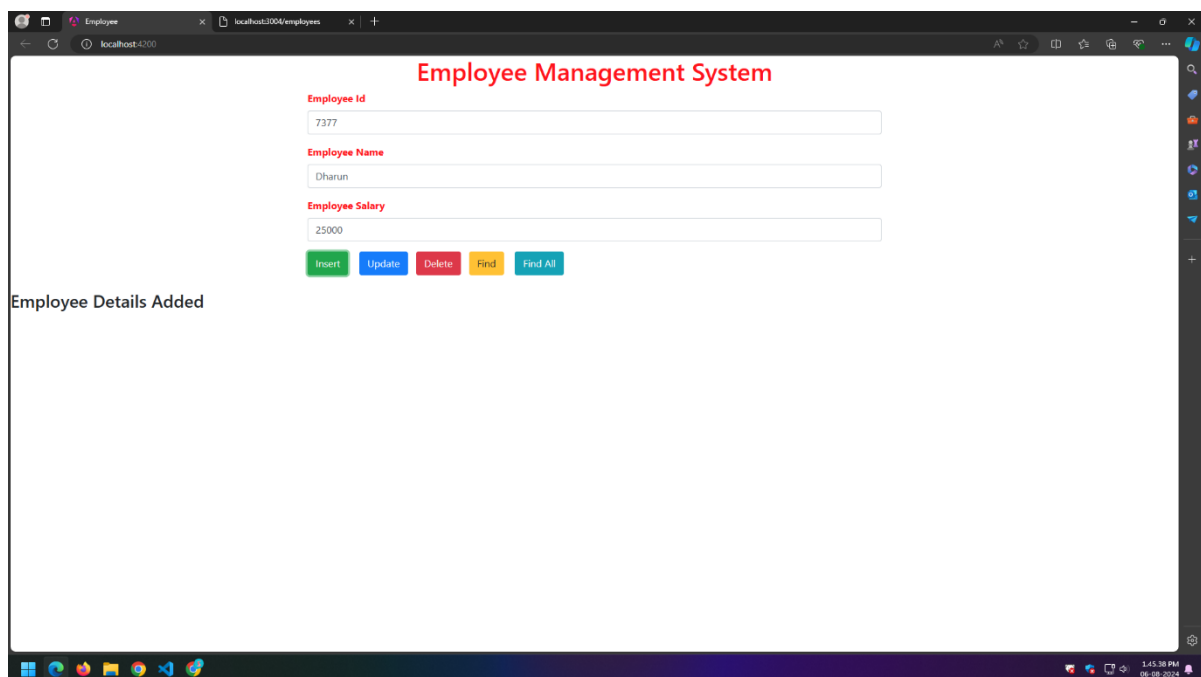 Employee
localhost:3004/employees
localhost:4200
Employee Management System
Employee Id
7377
Employee Name
Dharun
Employee Salary
25000
Insert Update Delete Find Find All
Employee Details Added
1.45.38 PM
06-08-2024